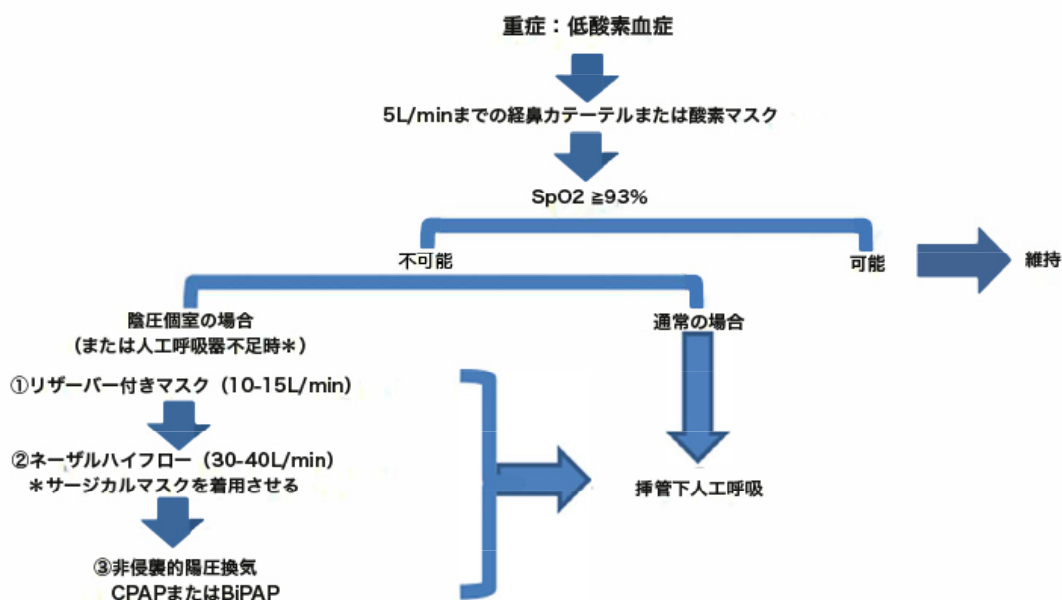 重症：低酸素血症
5L/minまでの経鼻カテーテルまたは酸素マスク
SpO2 ≧93%
不可能
可能
維持
陰圧個室の場合
（または人工呼吸器不足時＊）
通常の場合
①リザーバー付きマスク（10-15L/min）
②ネーザルハイフロー（30-40L/min）
＊サージカルマスクを着用させる
挿管下人工呼吸
③非侵襲的陽圧換気
CPAPまたはBiPAP